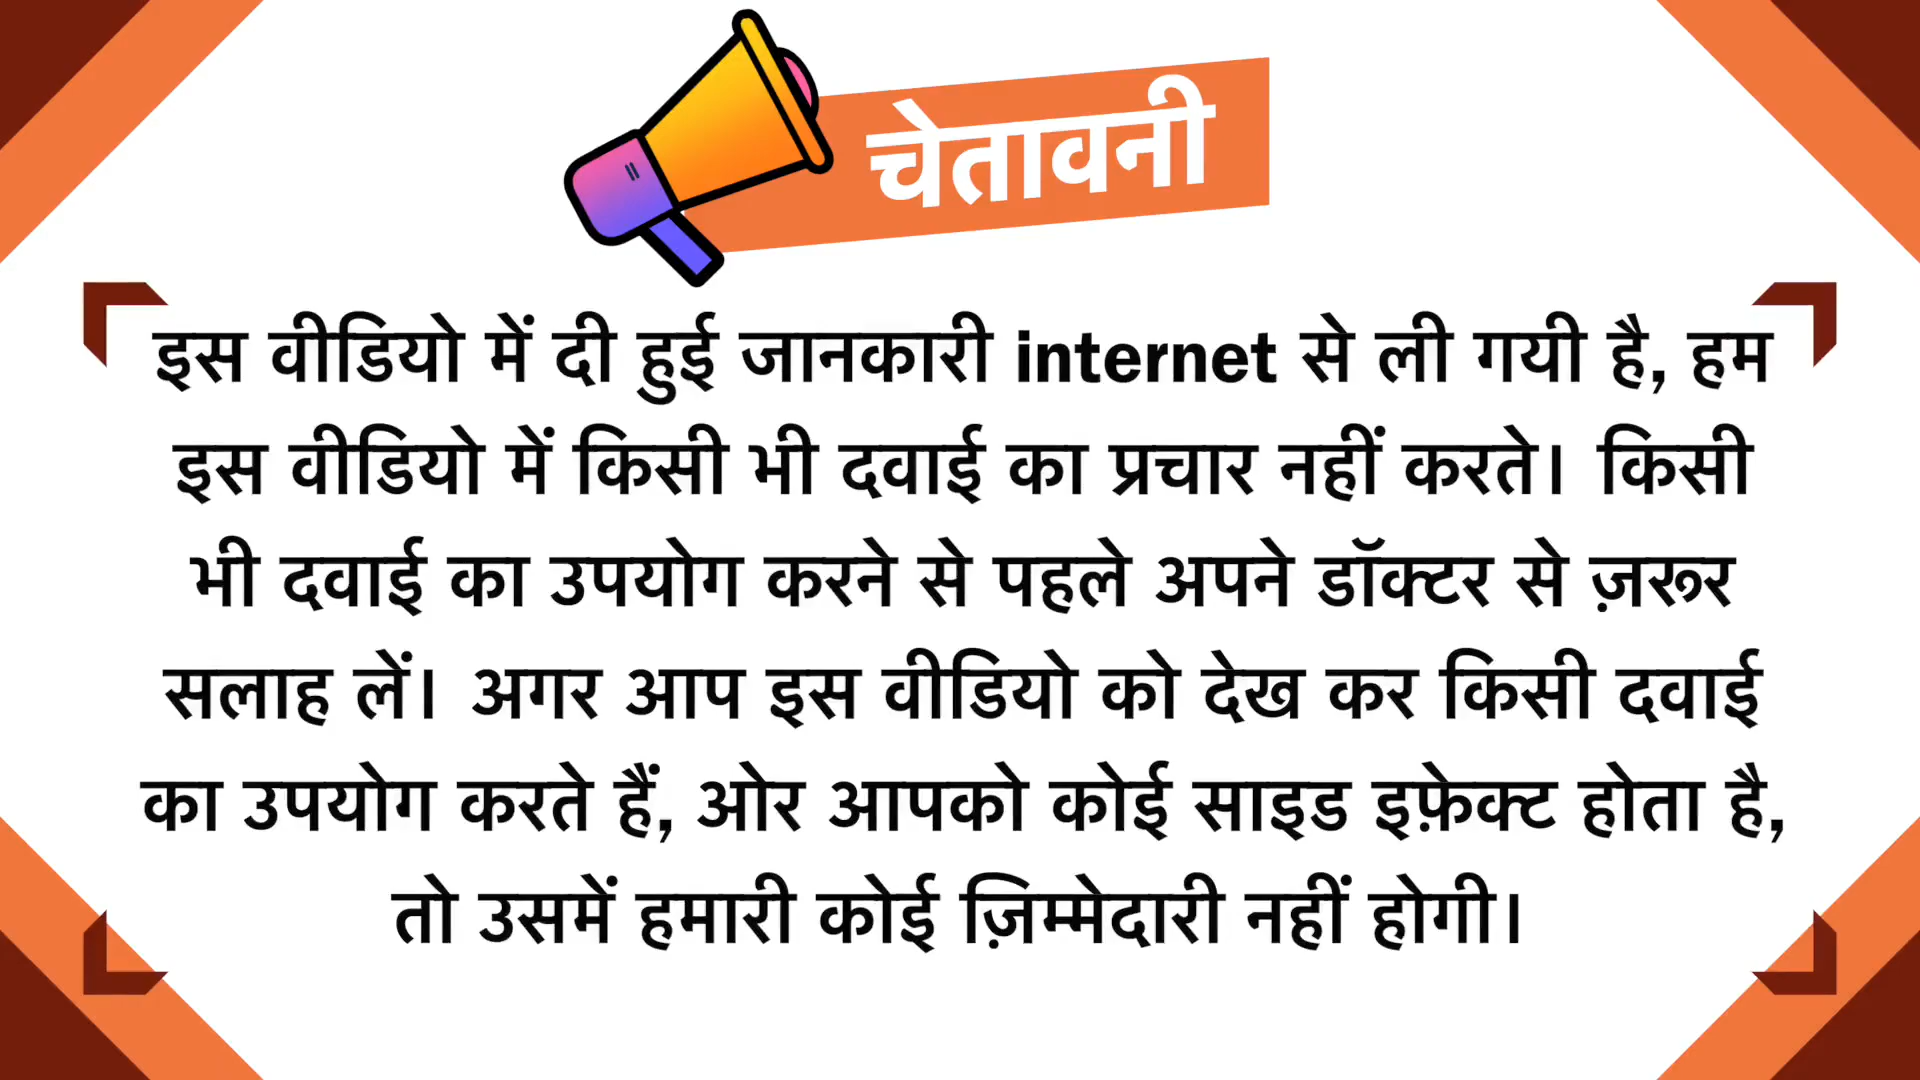 चेतावनी
इस वीडियो में दी हुई जानकारी internet से ली गयी है, हम
इस वीडियो में किसी भी दवाई का प्रचार नहीं करते। किसी
भी दवाई का उपयोग करने से पहले अपने डॉक्टर से ज़रूर
सलाह लें। अगर आप इस वीडियो को देख कर किसी दवाई
का उपयोग करते हैं, ओर आपको कोई साइड इफ़ेक्ट होता है,
तो उसमें हमारी कोई ज़िम्मेदारी नहीं होगी।